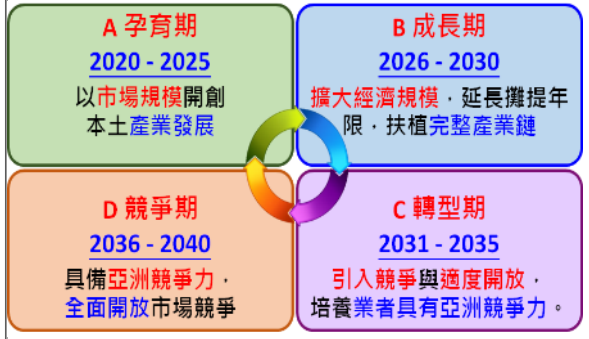 A 孕育期
2020 - 2025
以市場規模開創
本土產業發展
B 成長期
2026 - 2030
擴大經濟規模，延長攤提年
限，扶植完整產業鏈
D 競爭期
2036 - 2040
具備亞洲競爭力，
全面開放市場競爭
C 轉型期
2031 - 2035
引入競爭與適度開放，
培養業者具有亞洲競爭力。